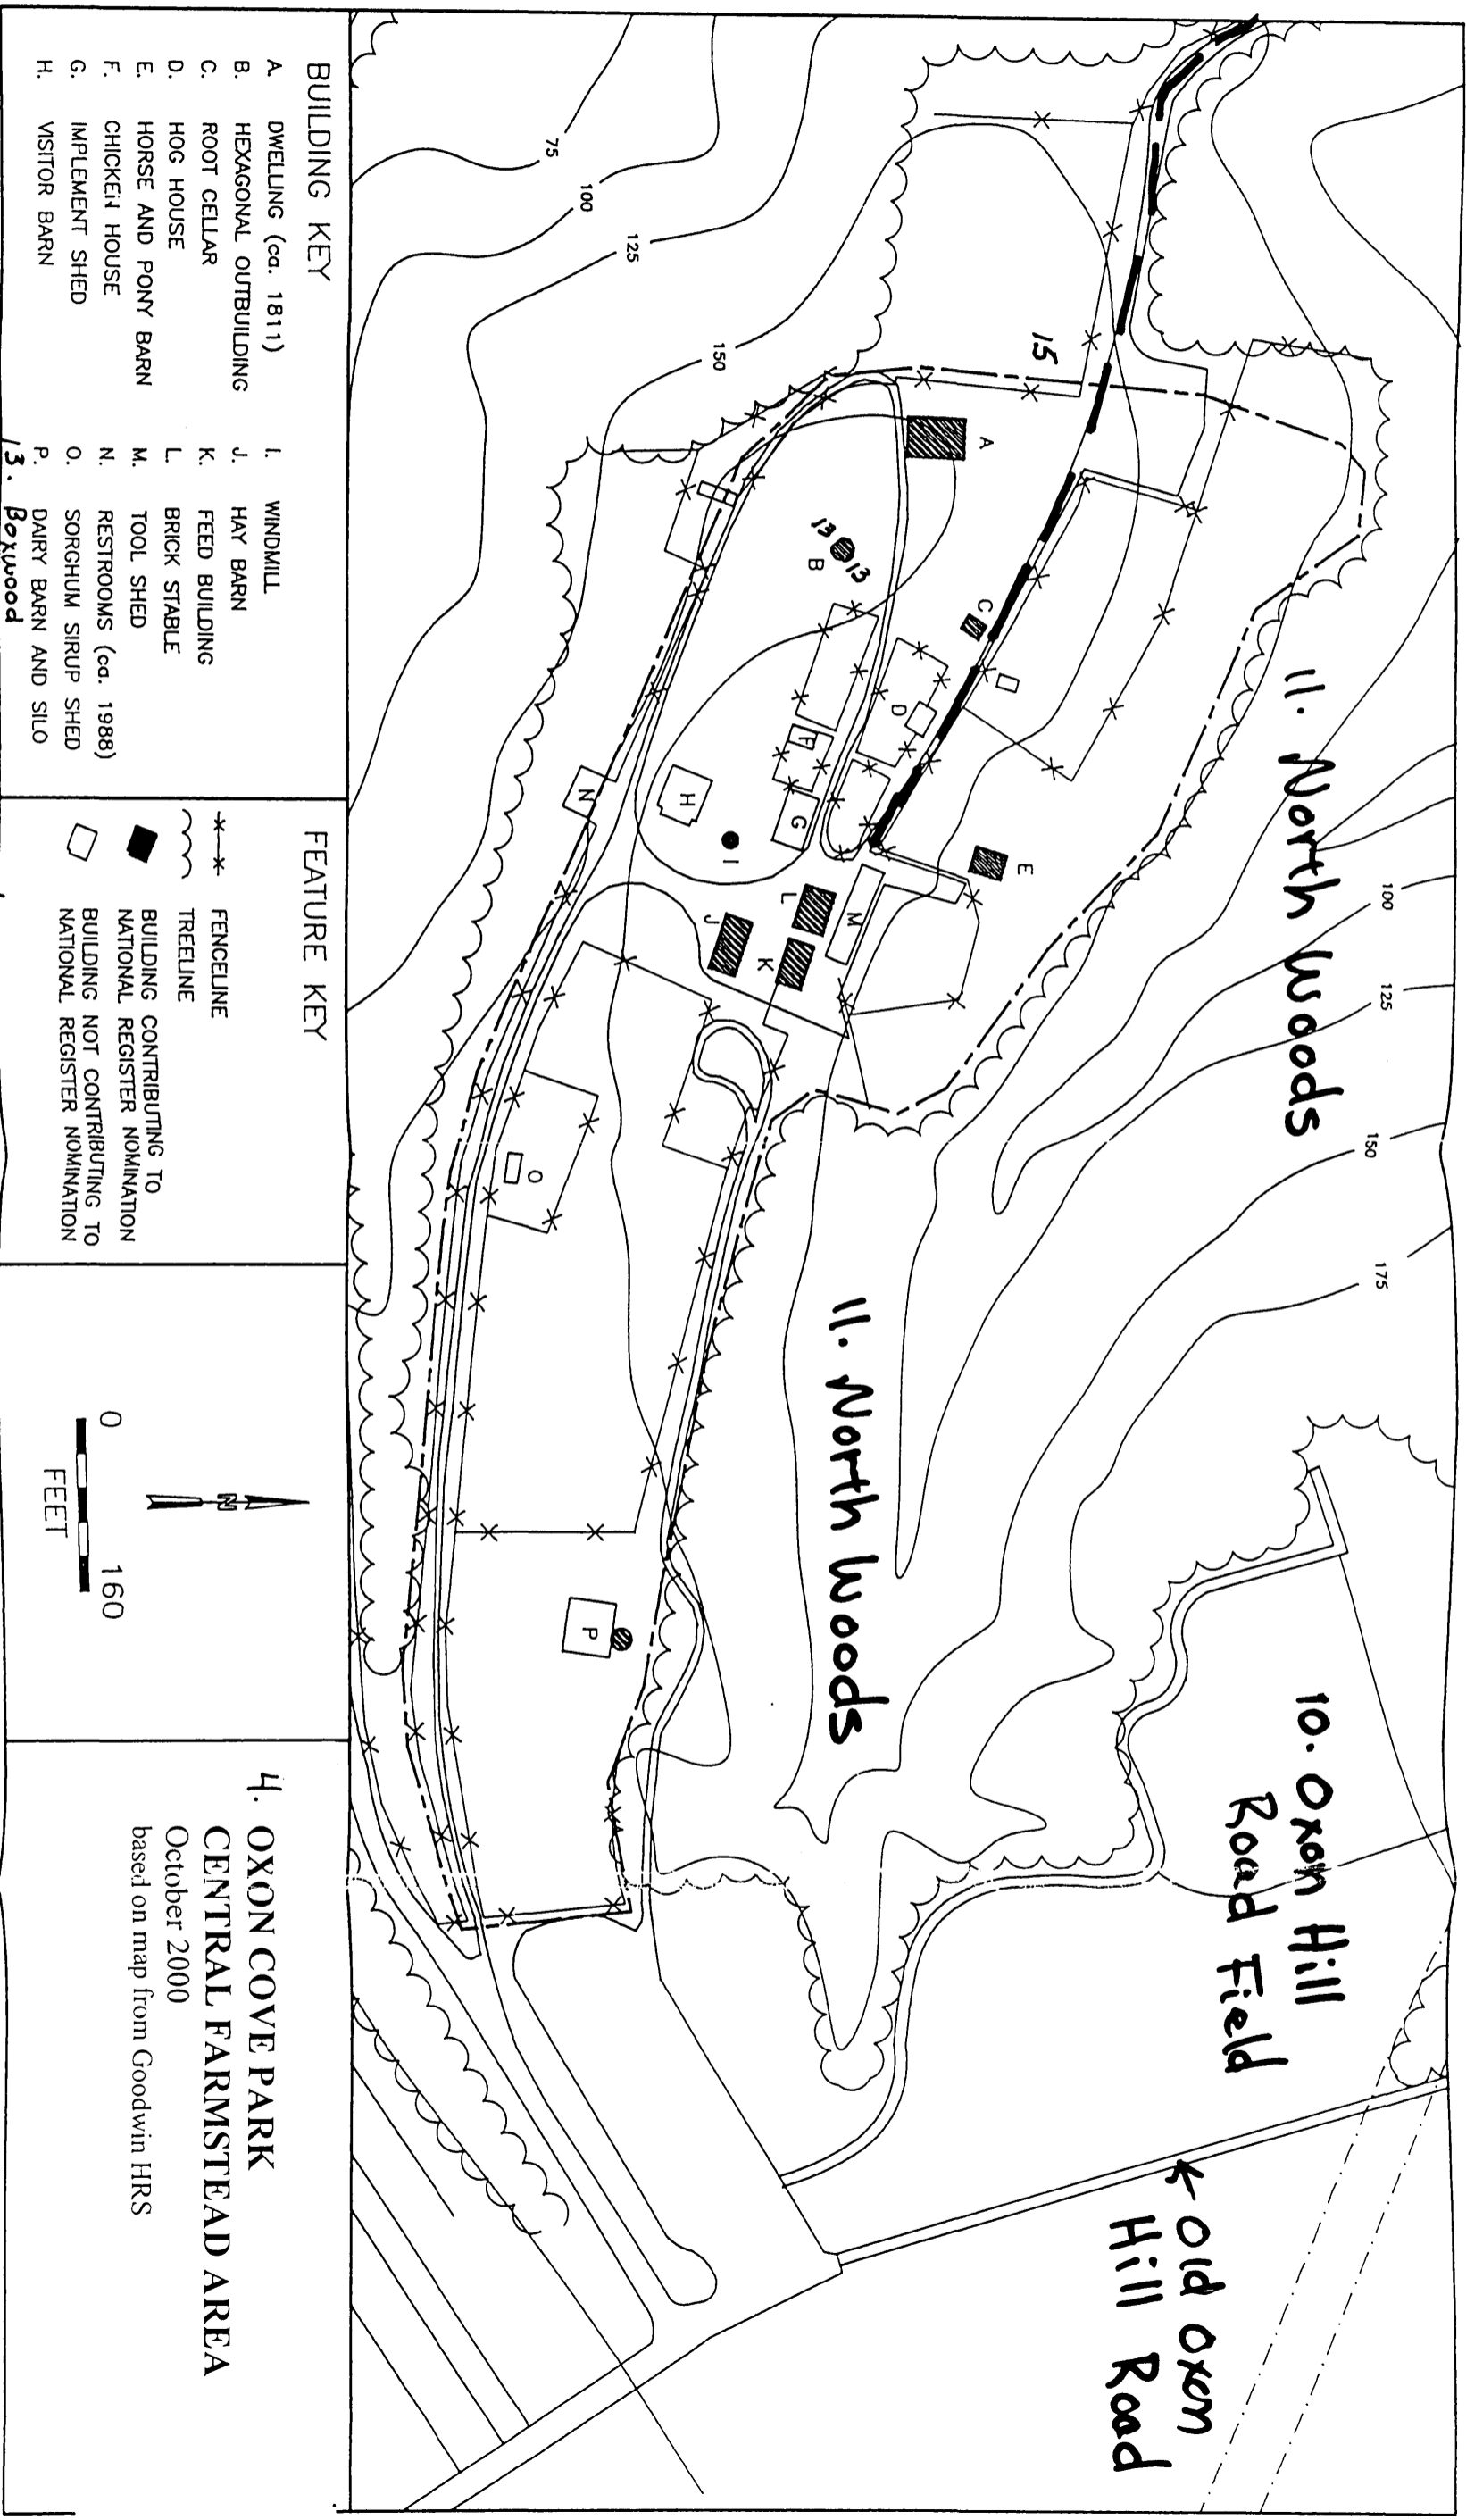 BUILDING KEY
A. DWELLING (ca. 1811)
B. HEXAGONAL OUTBUILDING
C. ROOT CELLAR
D. HOG HOUSE
E. HORSE AND PONY BARN
F. CHICKEN HOUSE
G. IMPLEMENT SHED
H. VISITOR BARN
I. WINDMILL
J. HAY BARN
K. FEED BUILDING
L. BRICK STABLE
M. TOOL SHED
N. RESTROOMS (ca. 1988)
O. SORGHUM SIRUP SHED
P. DAIRY BARN AND SILO
13. Boxwood
FEATURE KEY
FENCELINE
TREELINE
BUILDING CONTRIBUTING TO
NATIONAL REGISTER NOMINATION
BUILDING NOT CONTRIBUTING TO
NATIONAL REGISTER NOMINATION
N
0 160
FEET
4. OXON COVE PARK
CENTRAL FARMSTEAD AREA
October 2000
based on map from Goodwin HRS
11. North Woods
11. North Woods
10. Oxon Hill
Road Field
← Old Oxon
Hill Road
15
13
13
A
B
C
D
E
F
G
H
I
J
K
L
M
N
O
P
75
100
125
150
100
125
150
175